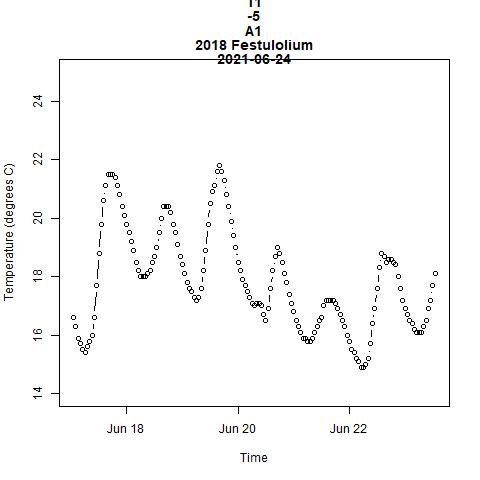 T1
-5
A1
2018 Festulolium
2021-06-24
24
22
20
18
16
14
Temperature (degrees C)
Jun 18
Jun 20
Jun 22
Time